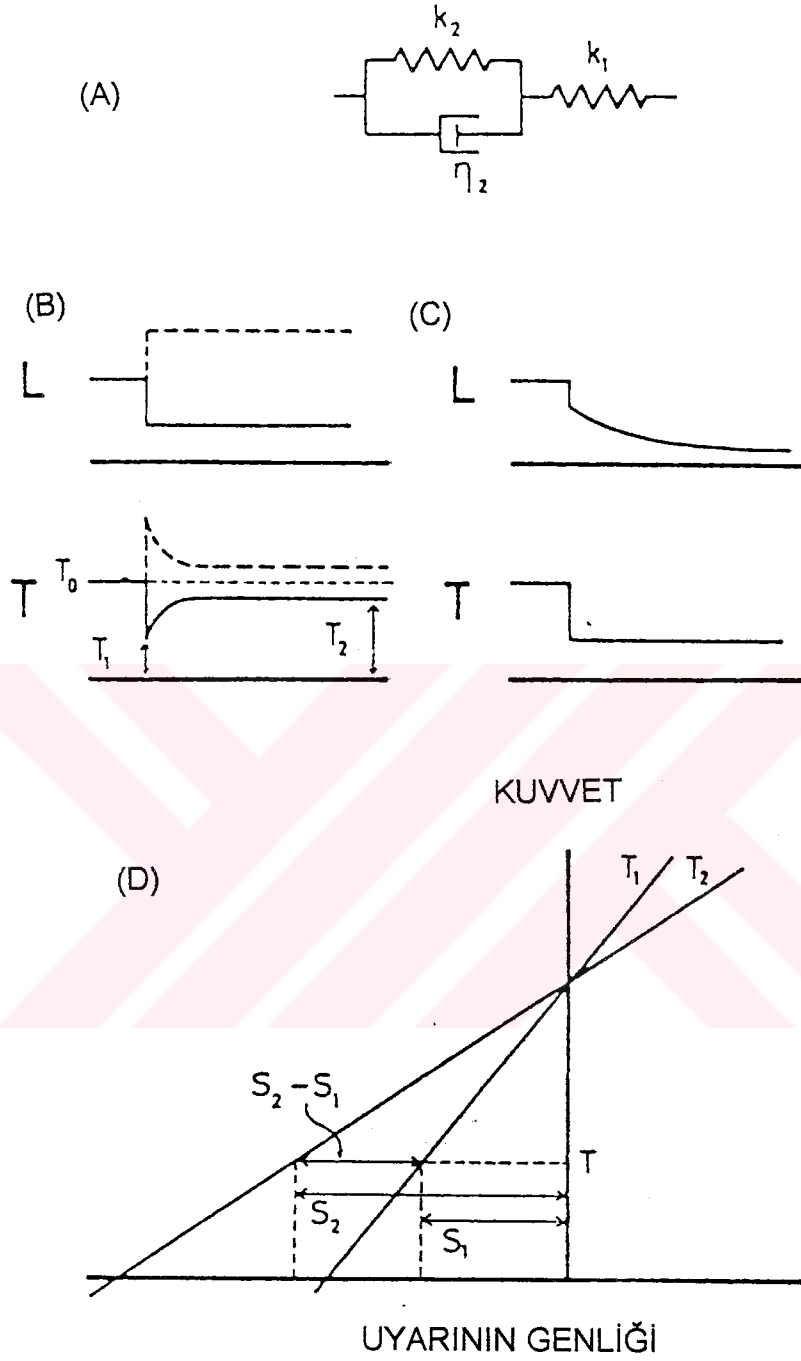 (A)
k₂
k₁
η₂
(B)
(C)
L
L
T
T₀
T₁
T₂
T
KUVVET
(D)
T₁
T₂
S₂ – S₁
T
S₂
S₁
UYARININ GENLİĞİ